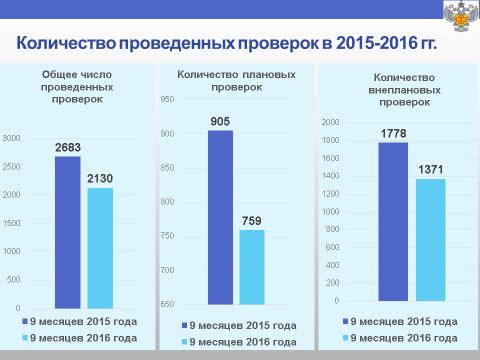 Количество проведенных проверок в 2015-2016 гг.
Общее число
проведенных
проверок
3000
2500
2000
1500
1000
500
0
2683
2130
9 месяцев 2015 года
9 месяцев 2016 года
Количество плановых
проверок
950
900
850
800
750
700
650
905
759
9 месяцев 2015 года
9 месяцев 2016 года
Количество
внеплановых
проверок
2000
1800
1600
1400
1200
1000
800
600
400
200
0
1778
1371
9 месяцев 2015 года
9 месяцев 2016 года